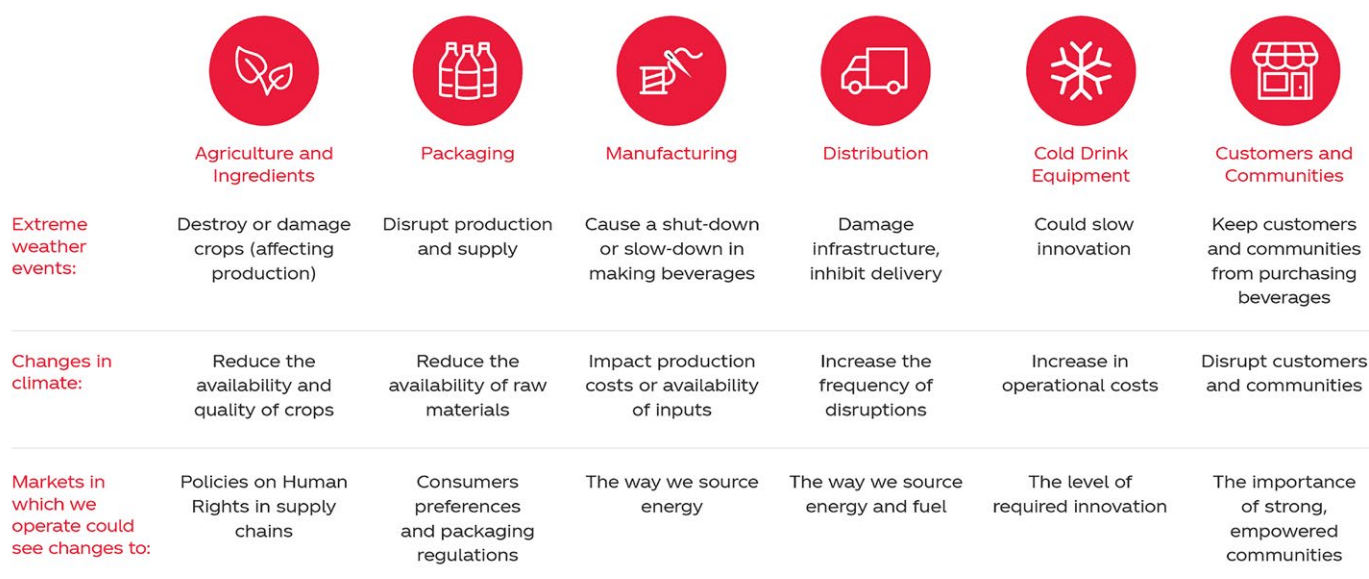 Agriculture and
Ingredients
Packaging
Manufacturing
Distribution
Cold Drink
Equipment
Customers and
Communities
Extreme
weather
events:
Destroy or damage
crops (affecting
production)
Disrupt production
and supply
Cause a shut-down
or slow-down in
making beverages
Damage
infrastructure,
inhibit delivery
Could slow
innovation
Keep customers
and communities
from purchasing
beverages
Changes in
climate:
Reduce the
availability and
quality of crops
Reduce the
availability of raw
materials
Impact production
costs or availability
of inputs
Increase the
frequency of
disruptions
Increase in
operational costs
Disrupt customers
and communities
Markets in
which we
operate could
see changes to:
Policies on Human
Rights in supply
chains
Consumers
preferences
and packaging
regulations
The way we source
energy
The way we source
energy and fuel
The level of
required innovation
The importance
of strong,
empowered
communities